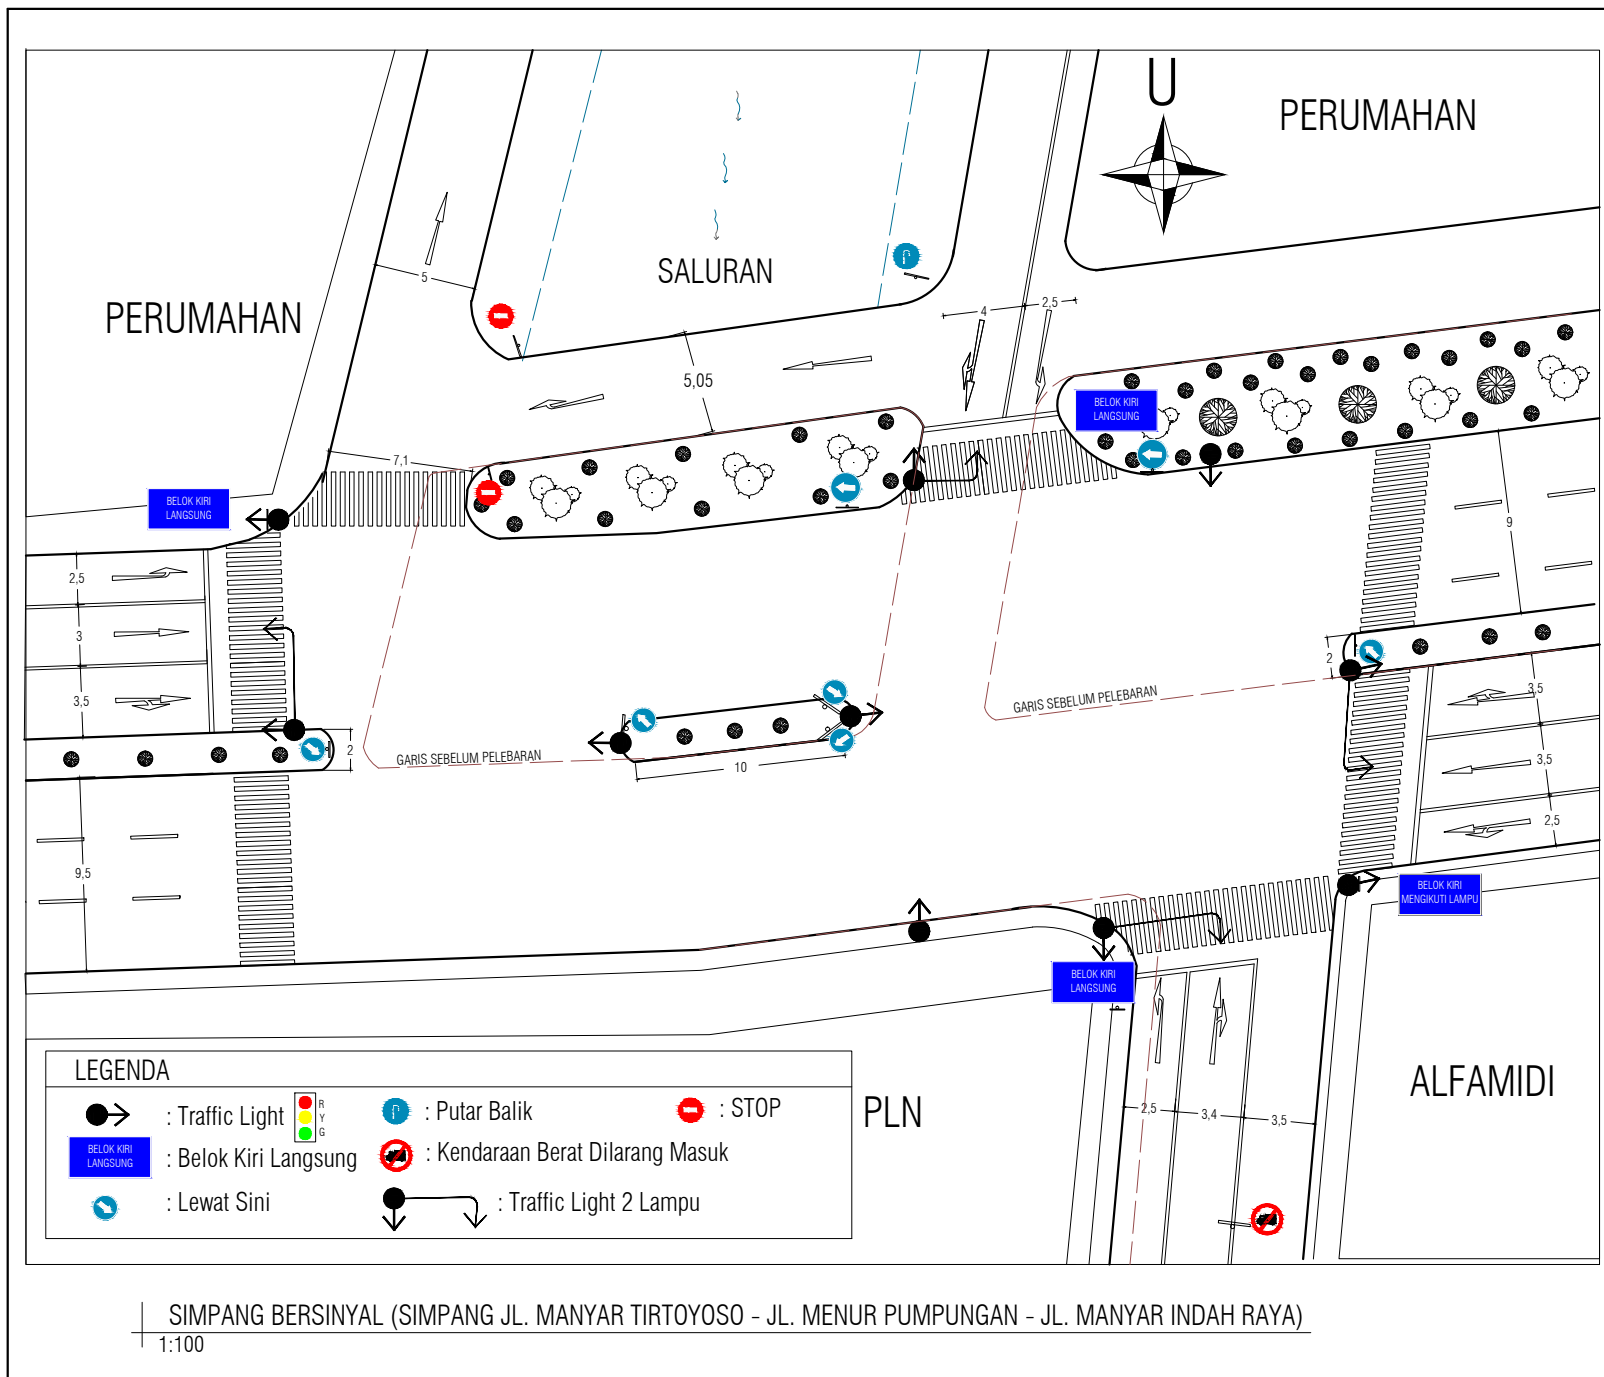 U
PERUMAHAN
PERUMAHAN
SALURAN
5
4
2,5
5,05
7,1
BELOK KIRI
LANGSUNG
BELOK KIRI
LANGSUNG
9
2,5
3
3,5
2
9,5
2
GARIS SEBELUM PELEBARAN
GARIS SEBELUM PELEBARAN
10
3,5
3,5
2,5
BELOK KIRI
MENGIKUTI LAMPU
BELOK KIRI
LANGSUNG
2,5
3,4
3,5
PLN
ALFAMIDI
LEGENDA
: Traffic Light
R
Y
G
: Putar Balik
: STOP
BELOK KIRI
LANGSUNG
: Belok Kiri Langsung
: Kendaraan Berat Dilarang Masuk
: Lewat Sini
: Traffic Light 2 Lampu
SIMPANG BERSINYAL (SIMPANG JL. MANYAR TIRTOYOSO - JL. MENUR PUMPUNGAN - JL. MANYAR INDAH RAYA)
1:100